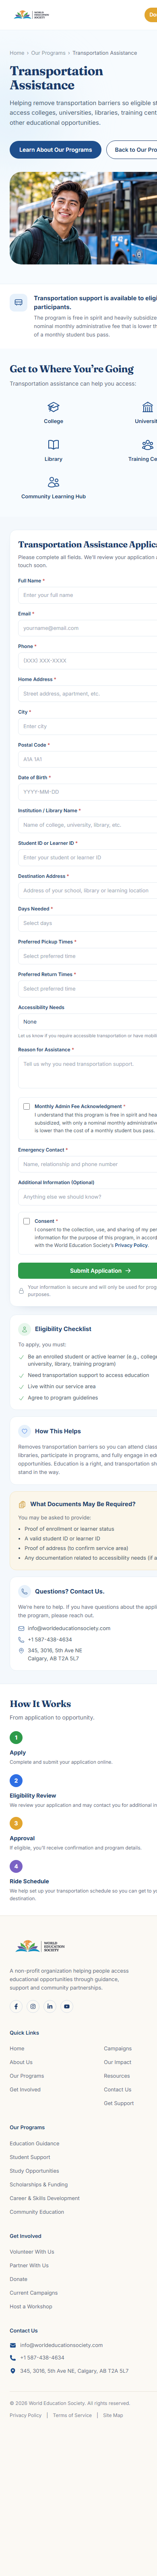 WORLD
EDUCATION
SOCIETY
Home > Our Programs > Transportation Assistance
Transportation
Assistance
Helping remove transportation barriers so eligible
access colleges, universities, libraries, training cent
other educational opportunities.
Learn About Our Programs
Back to Our Pro
Transportation support is available to eligi
participants.
The program is free in spirit and heavily subsidize
nominal monthly administrative fee that is lower th
of a monthly student bus pass.
Get to Where You're Going
Transportation assistance can help you access:
College
Universit
Library
Training Ce
Community Learning Hub
Transportation Assistance Applica
Please complete all fields. We'll review your application a
touch soon.
Full Name *
Enter your full name
Email *
yourname@email.com
Phone *
(XXX) XXX-XXXX
Home Address *
Street address, apartment, etc.
City *
Enter city
Postal Code *
A1A 1A1
Date of Birth *
YYYY-MM-DD
Institution / Library Name *
Name of college, university, library, etc.
Student ID or Learner ID *
Enter your student or learner ID
Destination Address *
Address of your school, library or learning location
Days Needed *
Select days
Preferred Pickup Times *
Select preferred time
Preferred Return Times *
Select preferred time
Accessibility Needs
None
Let us know if you require accessible transportation or have mobili
Reason for Assistance *
Tell us why you need transportation support.
Monthly Admin Fee Acknowledgment *
I understand that this program is free in spirit and hea
subsidized, with only a nominal monthly administration
is lower than the cost of a monthly student bus pass.
Emergency Contact *
Name, relationship and phone number
Additional Information (Optional)
Anything else we should know?
Consent *
I consent to the collection, use, and sharing of my per
information for the purpose of this program, in accord
with the World Education Society's Privacy Policy.
Submit Application →
Your information is secure and will only be used for prog
purposes.
Eligibility Checklist
To apply, you must:
Be an enrolled student or active learner (e.g., college
university, library, training program)
Need transportation support to access education
Live within our service area
Agree to program guidelines
How This Helps
Removes transportation barriers so you can attend class
libraries, participate in programs, and fully engage in edu
opportunities. Education is a right, and transportation sh
stand in the way.
What Documents May Be Required?
You may be asked to provide:
• Proof of enrollment or learner status
• A valid student ID or learner ID
• Proof of address (to confirm service area)
• Any documentation related to accessibility needs (if a
Questions? Contact Us.
We're here to help. If you have questions about the appli
the program, please reach out.
info@worldeducationsociety.com
+1 587-438-4634
345, 3016, 5th Ave NE
Calgary, AB T2A 5L7
How It Works
From application to opportunity.
1
Apply
Complete and submit your application online.
2
Eligibility Review
We review your application and may contact you for additional in
3
Approval
If eligible, you'll receive confirmation and program details.
4
Ride Schedule
We help set up your transportation schedule so you can get to yo
destination.
WORLD
EDUCATION
SOCIETY
A non-profit organization helping people access
educational opportunities through guidance,
support and community partnerships.
Quick Links
Home
Campaigns
About Us
Our Impact
Our Programs
Resources
Get Involved
Contact Us
Get Support
Our Programs
Education Guidance
Student Support
Study Opportunities
Scholarships & Funding
Career & Skills Development
Community Education
Get Involved
Volunteer With Us
Partner With Us
Donate
Current Campaigns
Host a Workshop
Contact Us
info@worldeducationsociety.com
+1 587-438-4634
345, 3016, 5th Ave NE, Calgary, AB T2A 5L7
© 2026 World Education Society. All rights reserved.
Privacy Policy | Terms of Service | Site Map